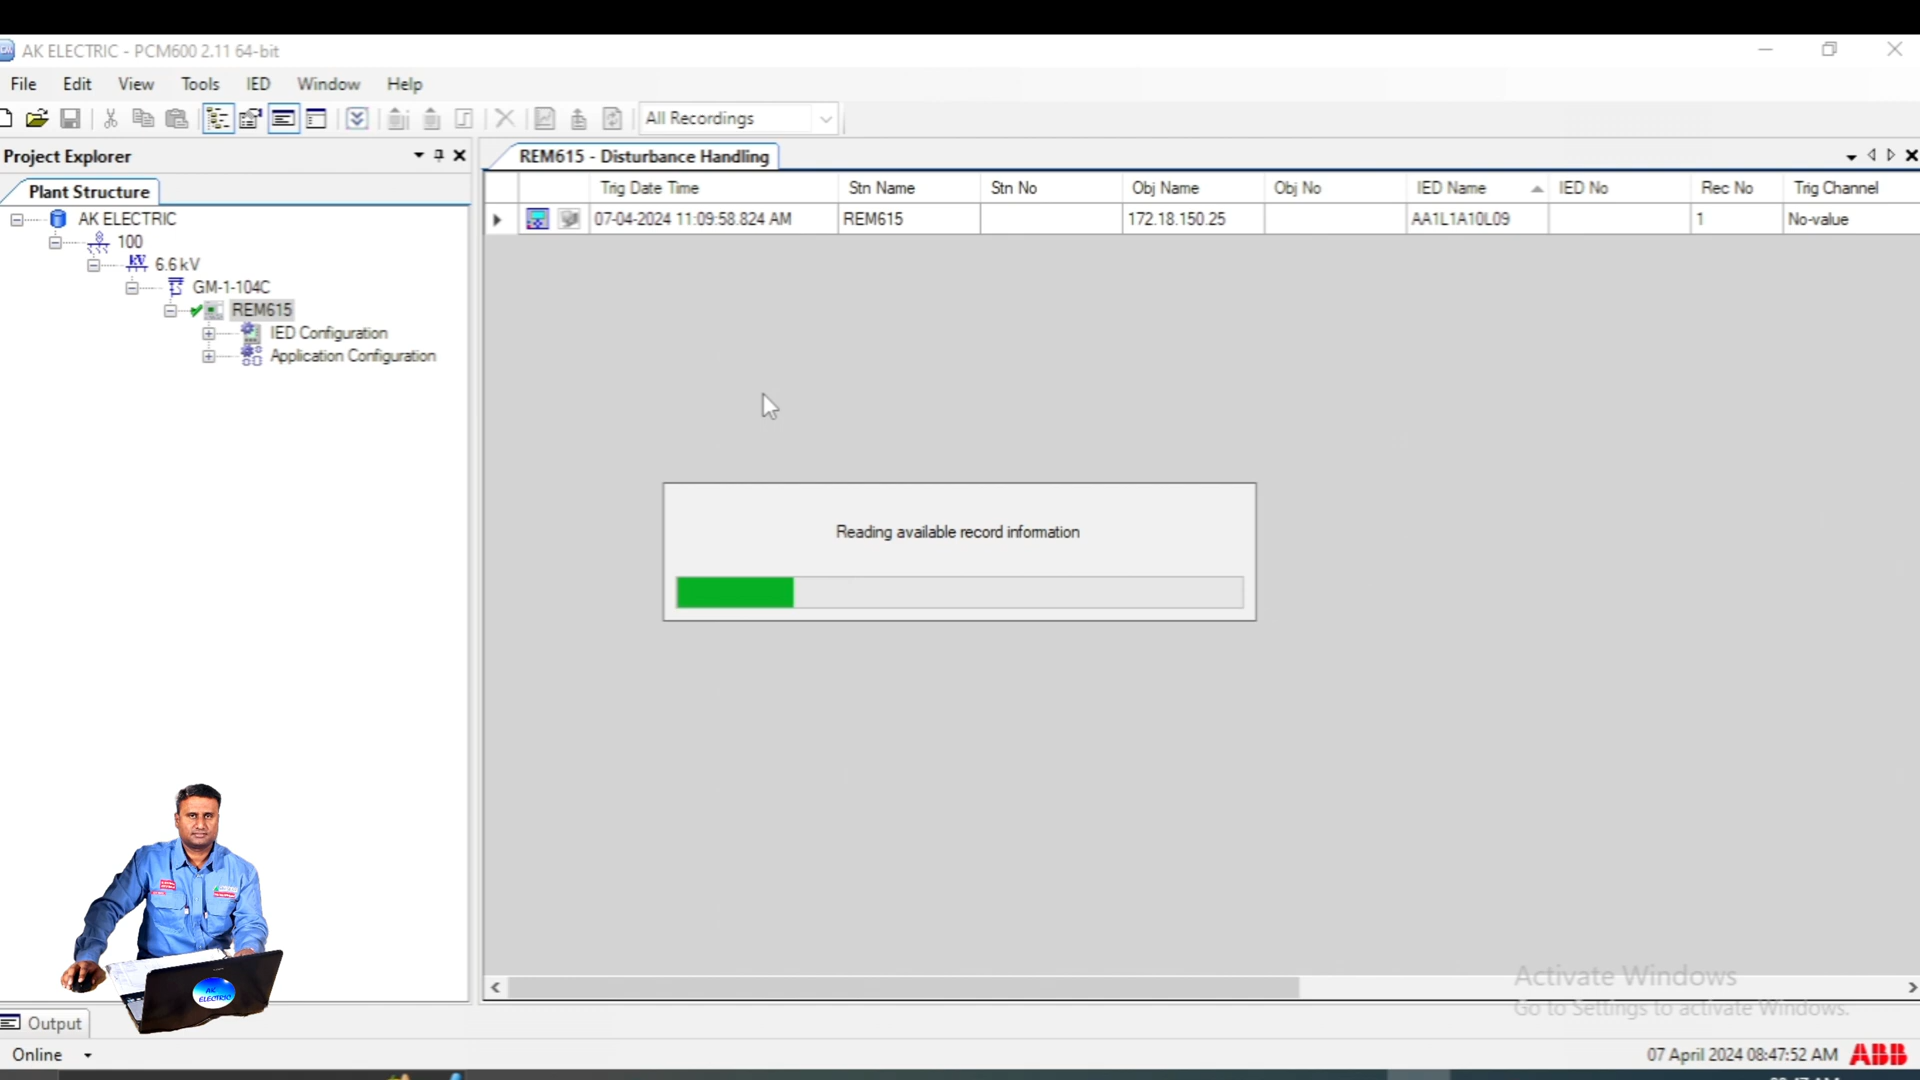 AK ELECTRIC - PCM600 2.11 64-bit
File Edit View Tools IED Window Help
All Recordings
Project Explorer
Plant Structure
AK ELECTRIC
100
6.6kV
GM-1-104C
REM615
IED Configuration
Application Configuration
REM615 - Disturbance Handling
Trig Date Time Stn Name Stn No Obj Name Obj No IED Name IED No Rec No Trig Channel
07-04-2024 11:09:58.824 AM REM615 172.18.150.25 AA1L1A10L09 1 No-value
Reading available record information
AK
ELECTRIC
Activate Windows
Go to Settings to activate Windows.
Output
Online
07 April 2024 08:47:52 AM ABB